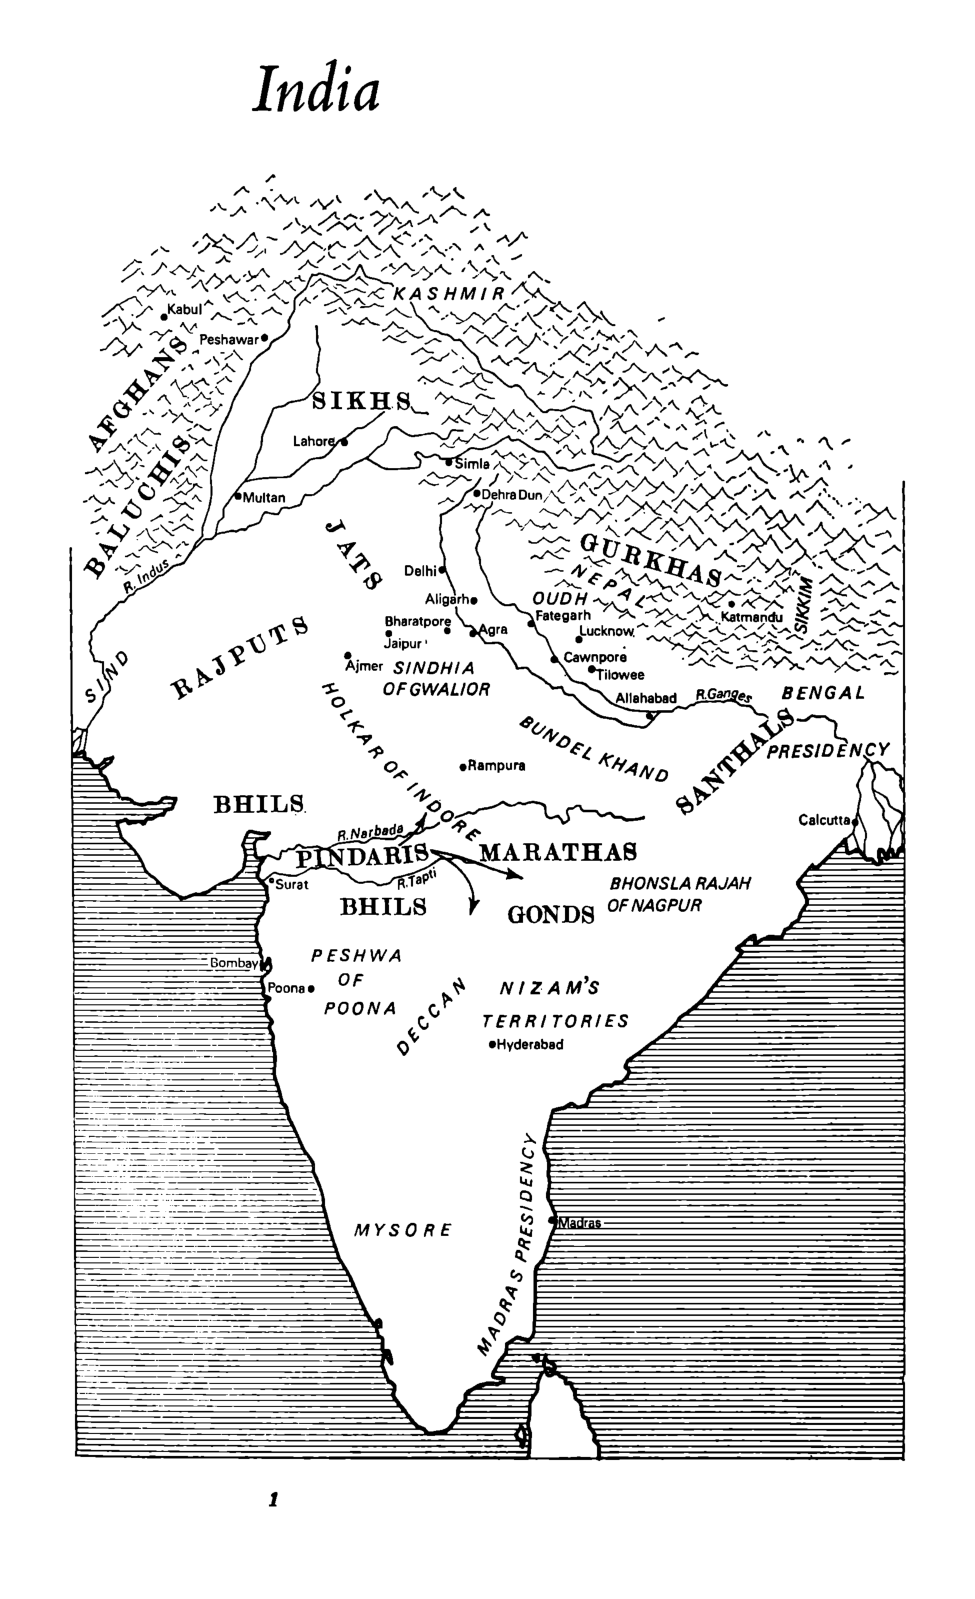 India
KASHMIR
Kabul
Peshawar
AFGHANS
SIKHS
Lahore
BALUCHIS
Simla
Multan
Dehra Dun
JATS
GURKHAS
R. Indus
Delhi
NEPAL
SIKKIM
Aligarh
OUDH
Katmandu
Fategarh
Bharatpore
Agra
Lucknow
RAJPUTS
Jaipur
Cawnpore
Ajmer
SINDHIA
OF GWALIOR
Tilowee
SIND
Allahabad
R.Ganges
BENGAL
PRESIDENCY
HOLKAR OF INDORE
BUNDEL KHAND
SANTHALS
Rampura
BHILS
Calcutta
R.Narbada
PINDARIS
MARATHAS
Surat
R.Tapti
BHONSLA RAJAH
OF NAGPUR
BHILS
GONDS
Bombay
PESHWA
OF
POONA
Poona
DECCAN
NIZAM'S
TERRITORIES
Hyderabad
MADRAS PRESIDENCY
Madras
MYSORE
1